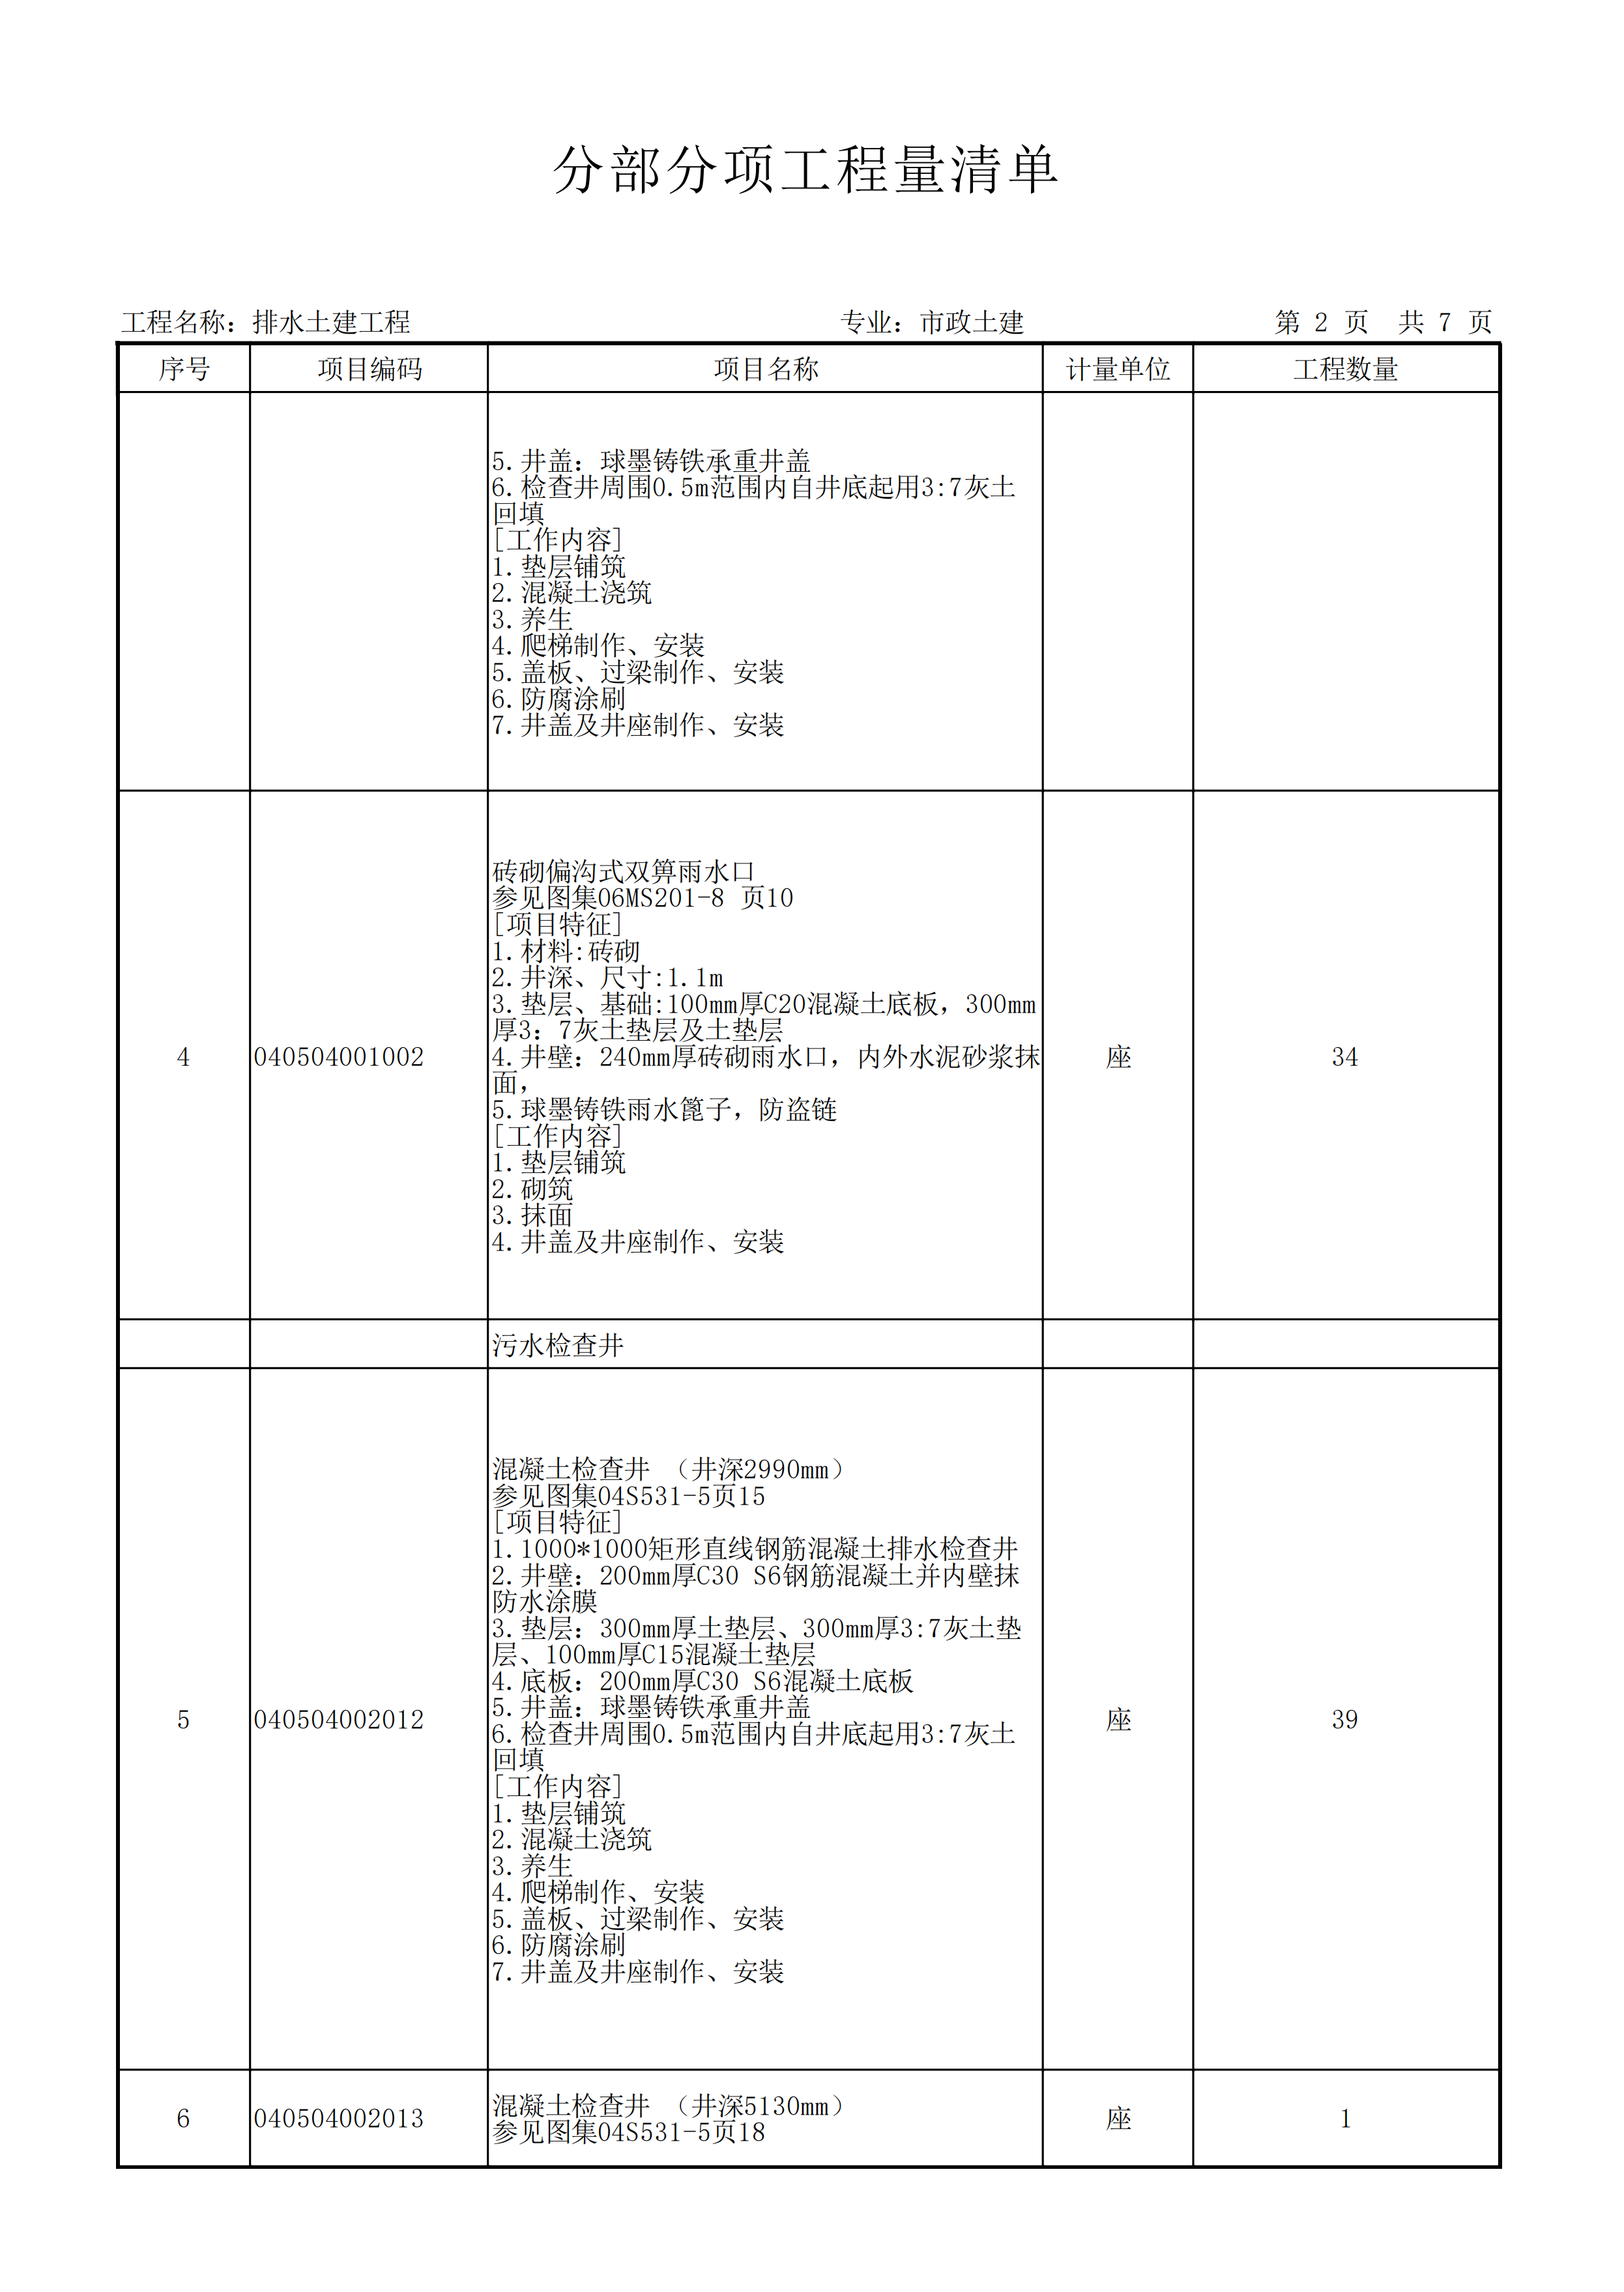 分部分项工程量清单
工程名称：排水土建工程 专业：市政土建 第 2 页 共 7 页
序号 项目编码 项目名称 计量单位 工程数量
5.井盖：球墨铸铁承重井盖
6.检查井周围0.5m范围内自井底起用3:7灰土
回填
[工作内容]
1.垫层铺筑
2.混凝土浇筑
3.养生
4.爬梯制作、安装
5.盖板、过梁制作、安装
6.防腐涂刷
7.井盖及井座制作、安装
砖砌偏沟式双箅雨水口
参见图集06MS201-8 页10
[项目特征]
1.材料:砖砌
2.井深、尺寸:1.1m
3.垫层、基础:100mm厚C20混凝土底板，300mm
厚3：7灰土垫层及土垫层
4 040504001002 4.井壁：240mm厚砖砌雨水口，内外水泥砂浆抹 座 34
面，
5.球墨铸铁雨水篦子，防盗链
[工作内容]
1.垫层铺筑
2.砌筑
3.抹面
4.井盖及井座制作、安装
污水检查井
混凝土检查井 （井深2990mm）
参见图集04S531-5页15
[项目特征]
1.1000*1000矩形直线钢筋混凝土排水检查井
2.井壁：200mm厚C30 S6钢筋混凝土并内壁抹
防水涂膜
3.垫层：300mm厚土垫层、300mm厚3:7灰土垫
层、100mm厚C15混凝土垫层
4.底板：200mm厚C30 S6混凝土底板
5.井盖：球墨铸铁承重井盖
5 040504002012 6.检查井周围0.5m范围内自井底起用3:7灰土 座 39
回填
[工作内容]
1.垫层铺筑
2.混凝土浇筑
3.养生
4.爬梯制作、安装
5.盖板、过梁制作、安装
6.防腐涂刷
7.井盖及井座制作、安装
6 040504002013 混凝土检查井 （井深5130mm） 座 1
参见图集04S531-5页18